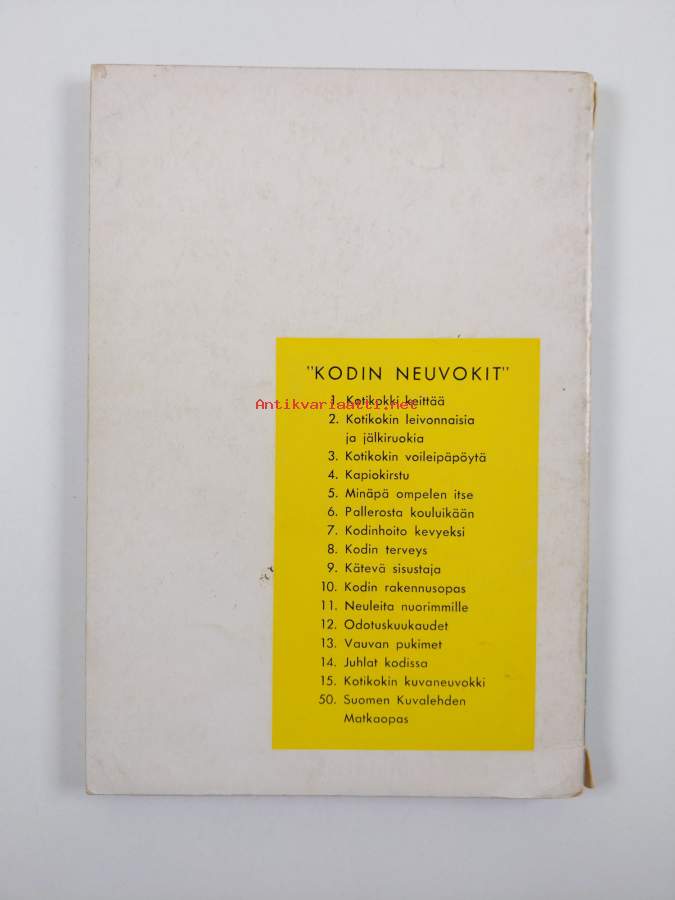 "KODIN NEUVOKIT"
1. Kotikokki keittää
Antikvariaatti.net
2. Kotikokin leivonnaisia
ja jälkiruokia
3. Kotikokin voileipäpöytä
4. Kapiokirstu
5. Minäpä ompelen itse
6. Pallerosta kouluikään
7. Kodinhoito kevyeksi
8. Kodin terveys
9. Kätevä sisustaja
10. Kodin rakennusopas
11. Neuleita nuorimmille
12. Odotuskuukaudet
13. Vauvan pukimet
14. Juhlat kodissa
15. Kotikokin kuvaneuvokki
50. Suomen Kuvalehden
Matkaopas